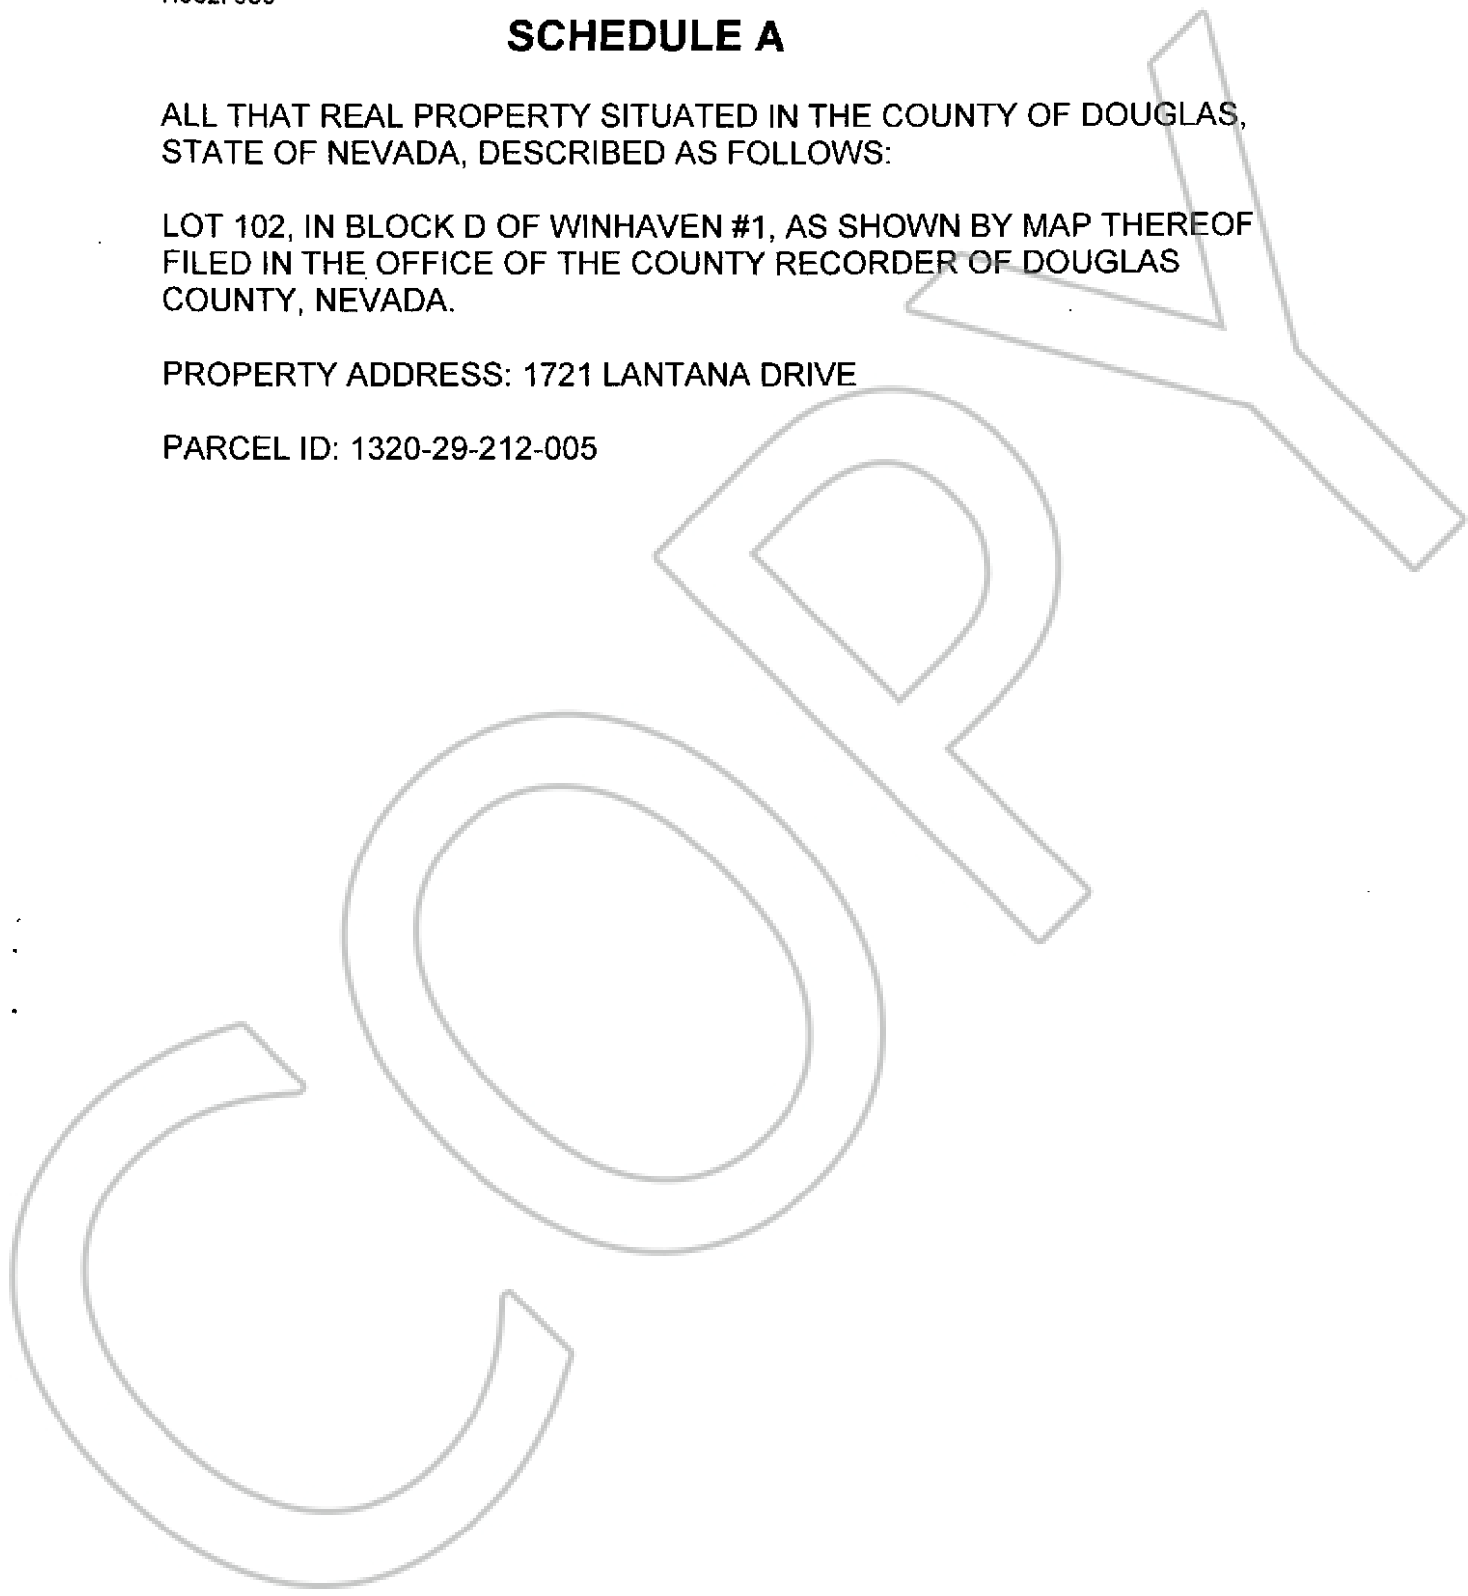 SCHEDULE A
ALL THAT REAL PROPERTY SITUATED IN THE COUNTY OF DOUGLAS,
STATE OF NEVADA, DESCRIBED AS FOLLOWS:
LOT 102, IN BLOCK D OF WINHAVEN #1, AS SHOWN BY MAP THEREOF
FILED IN THE OFFICE OF THE COUNTY RECORDER OF DOUGLAS
COUNTY, NEVADA.
PROPERTY ADDRESS: 1721 LANTANA DRIVE
PARCEL ID: 1320-29-212-005
COPY